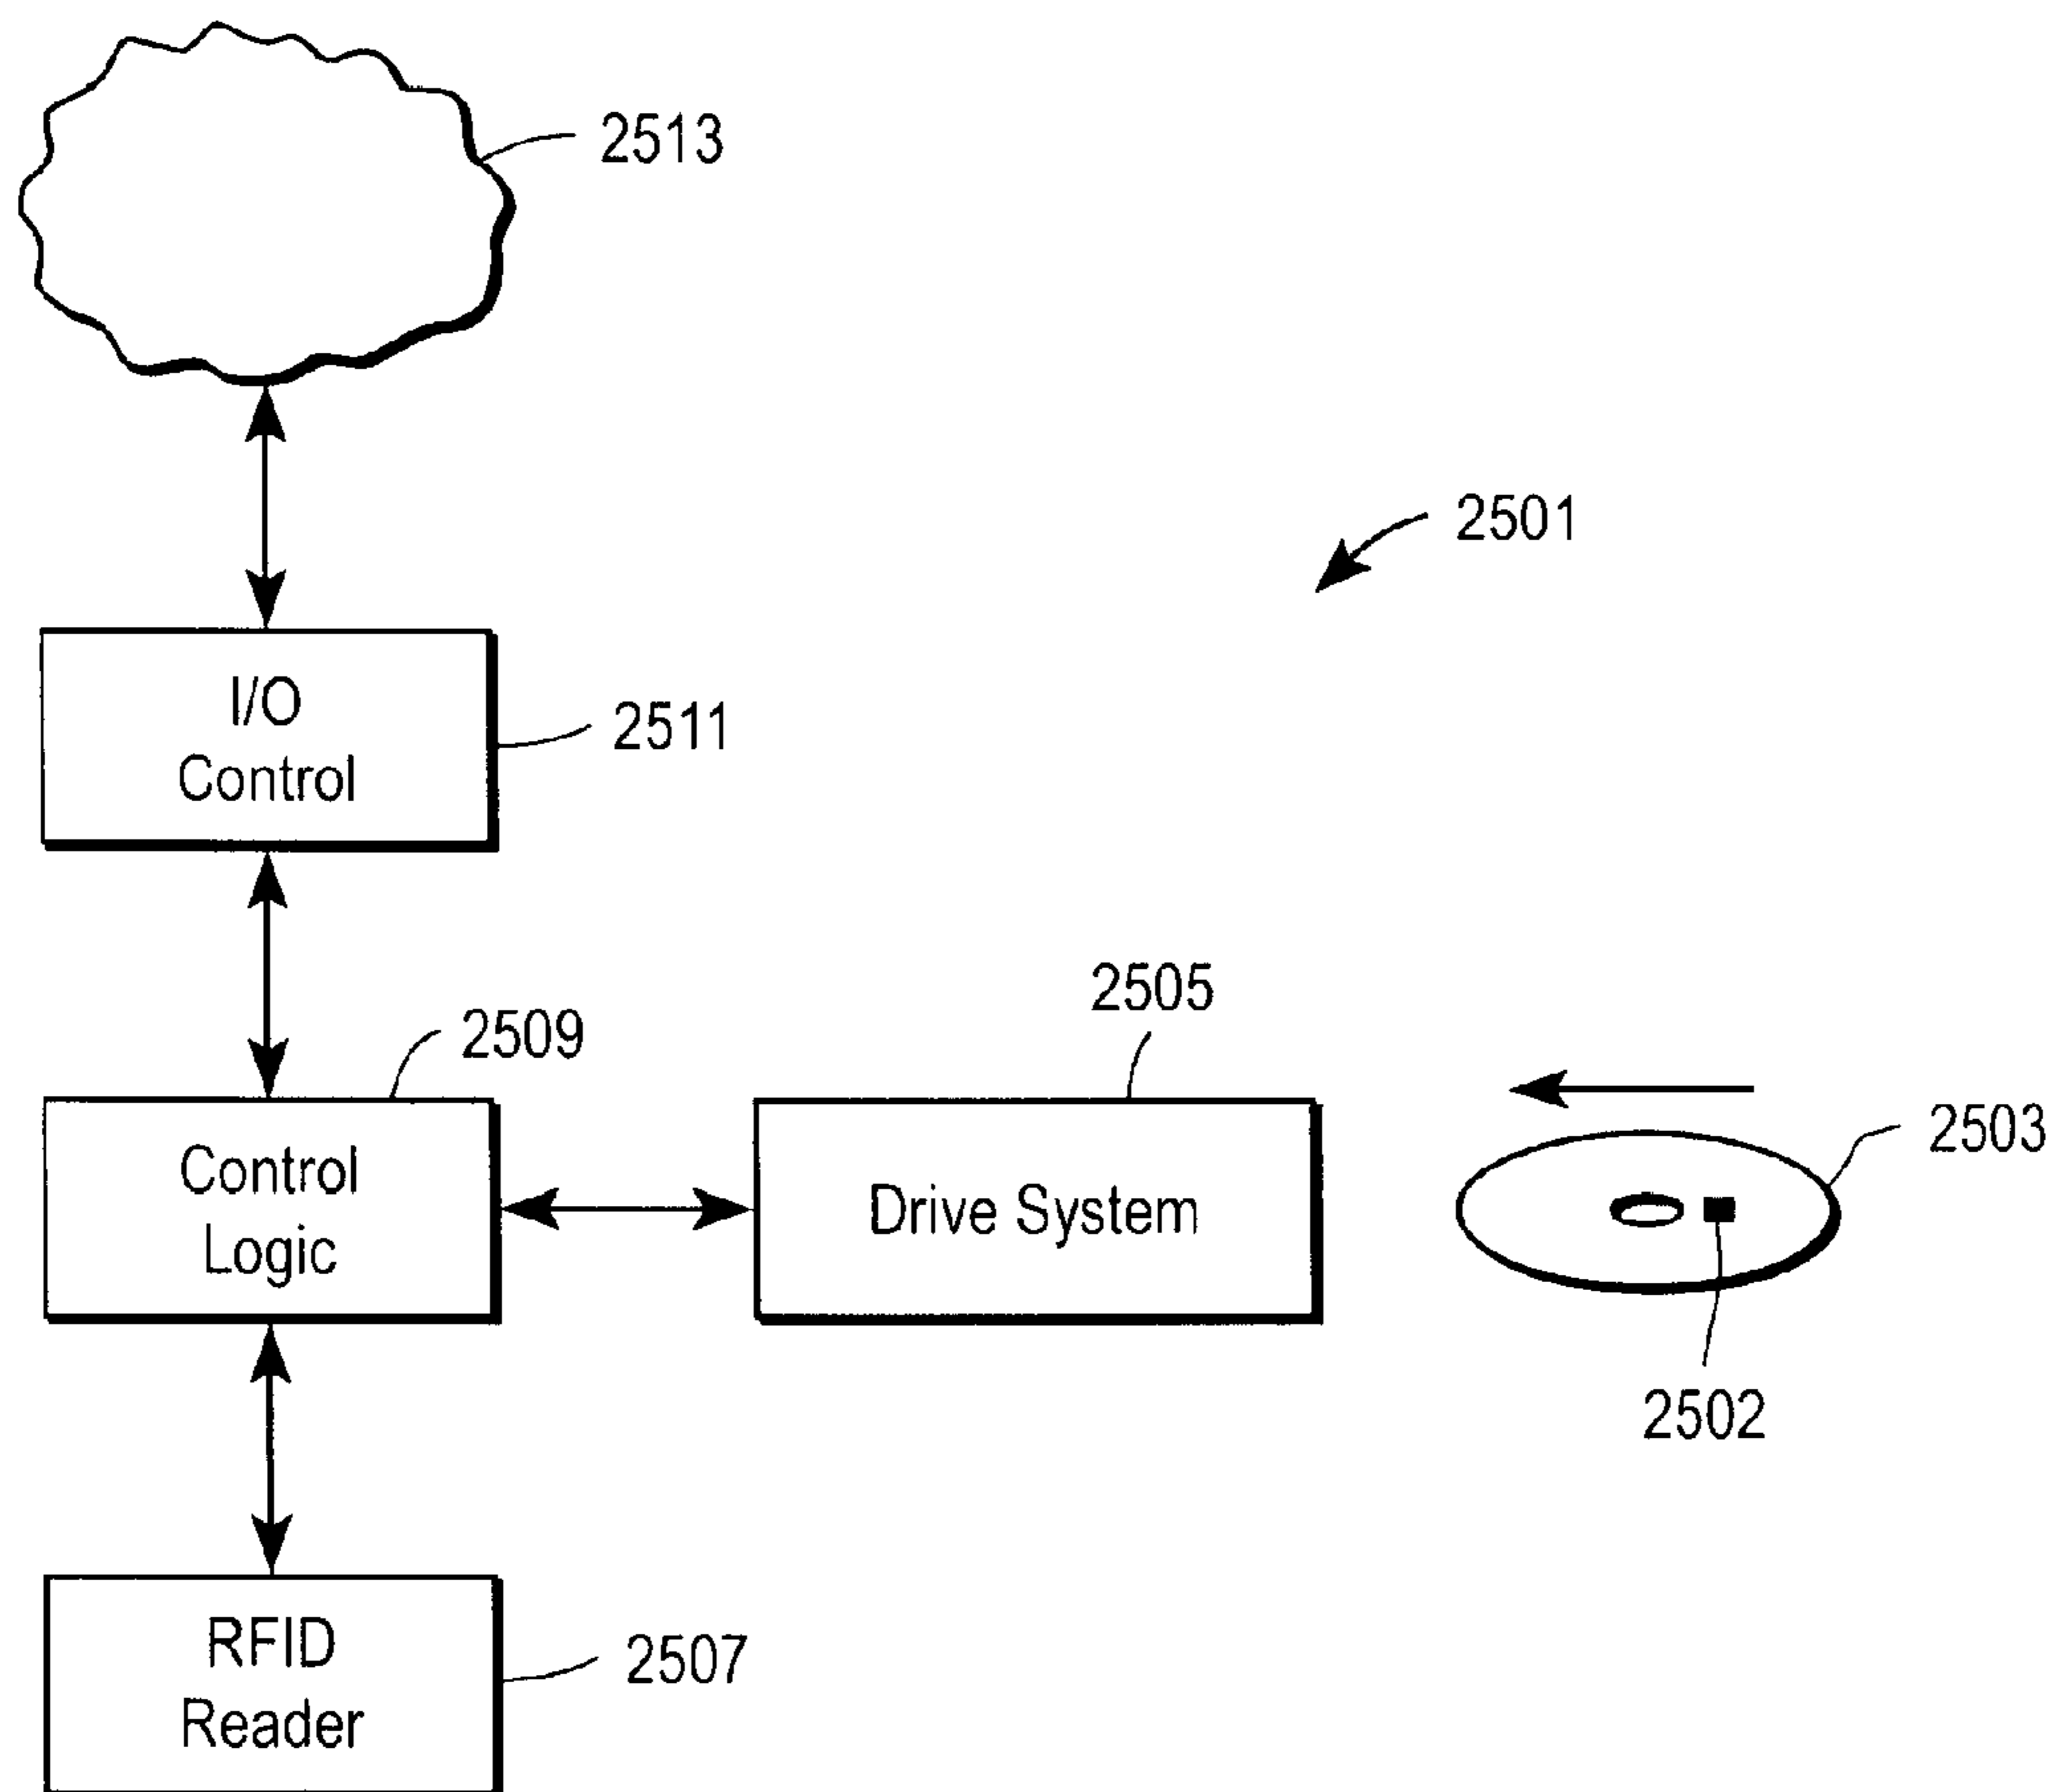 2513
2501
I/O
Control
2511
2505
2509
2503
Control
Logic
Drive System
2502
RFID
Reader
2507